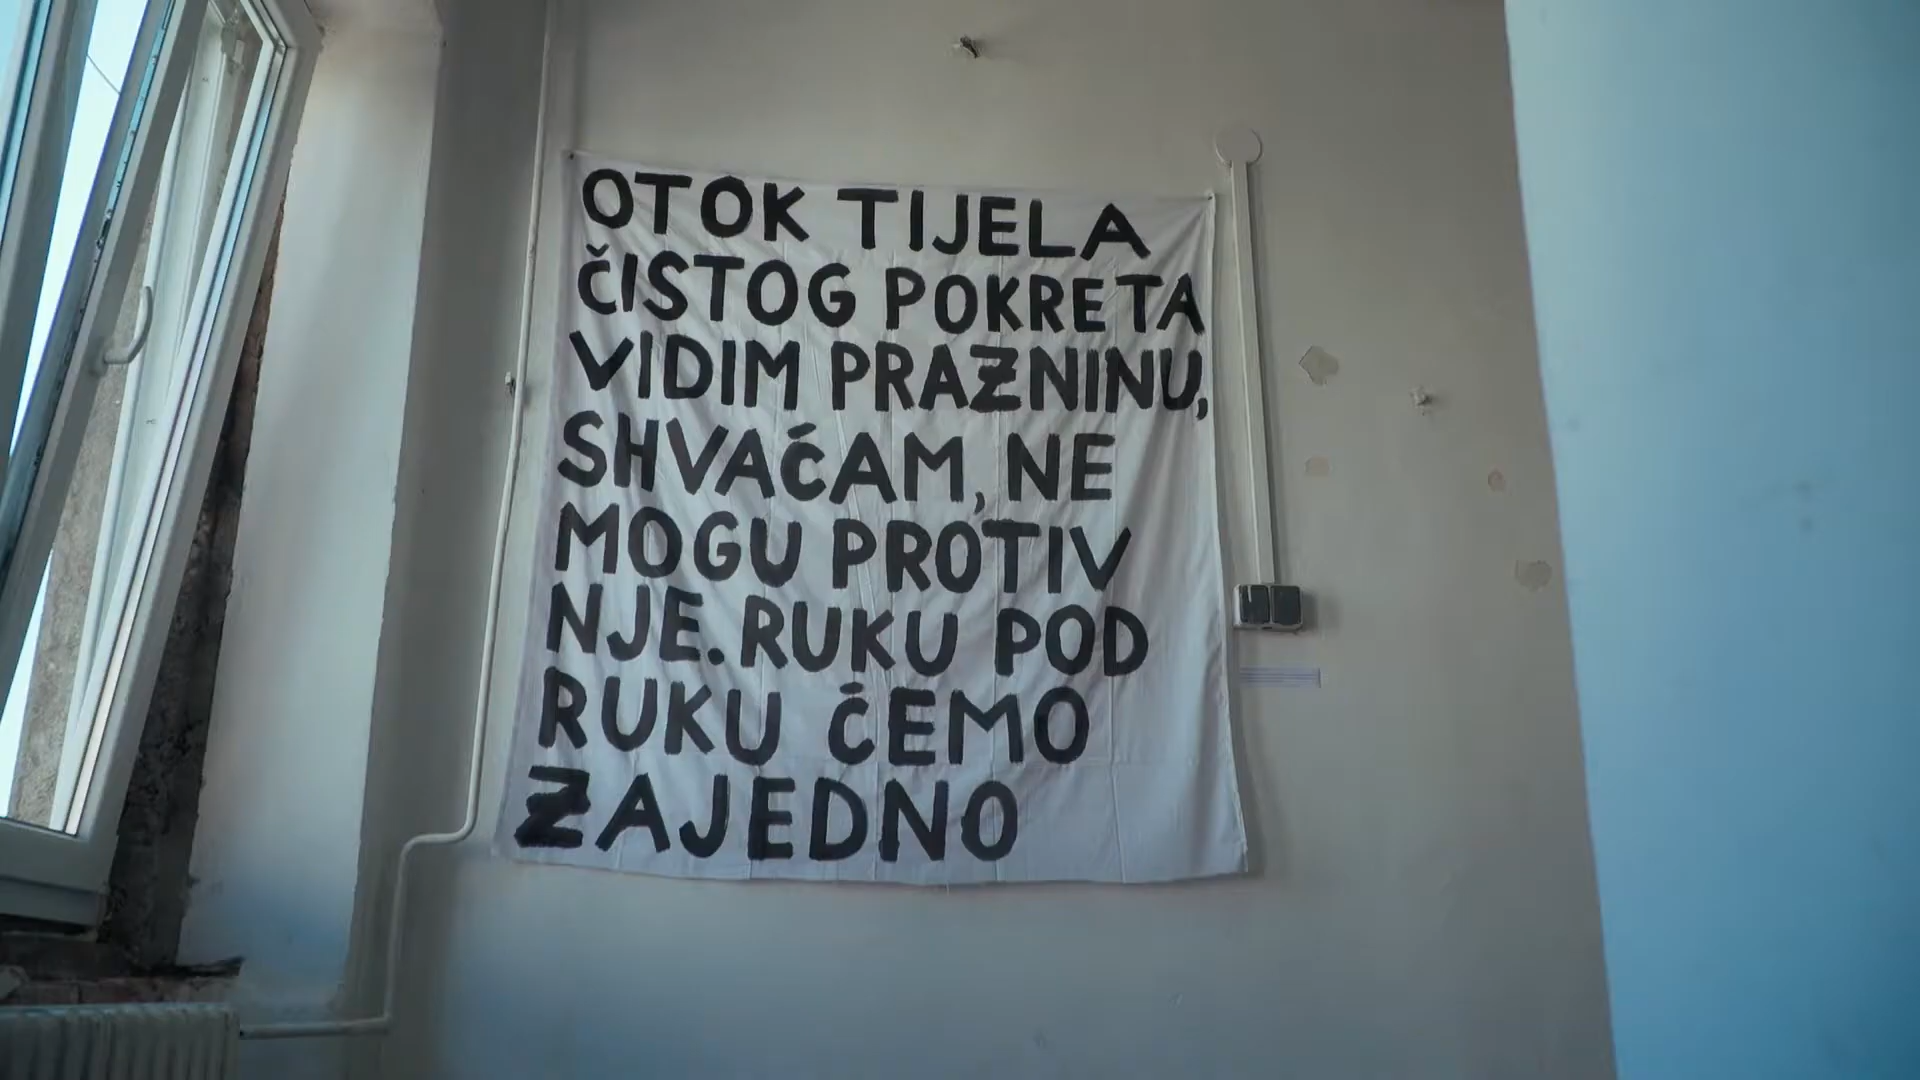 OTOK TIJELA
ČISTOG POKRETA
VIDIM PRAZNINU,
SHVAĆAM, NE
MOGU PROTIV
NJE. RUKU POD
RUKU ĆEMO
ZAJEDNO